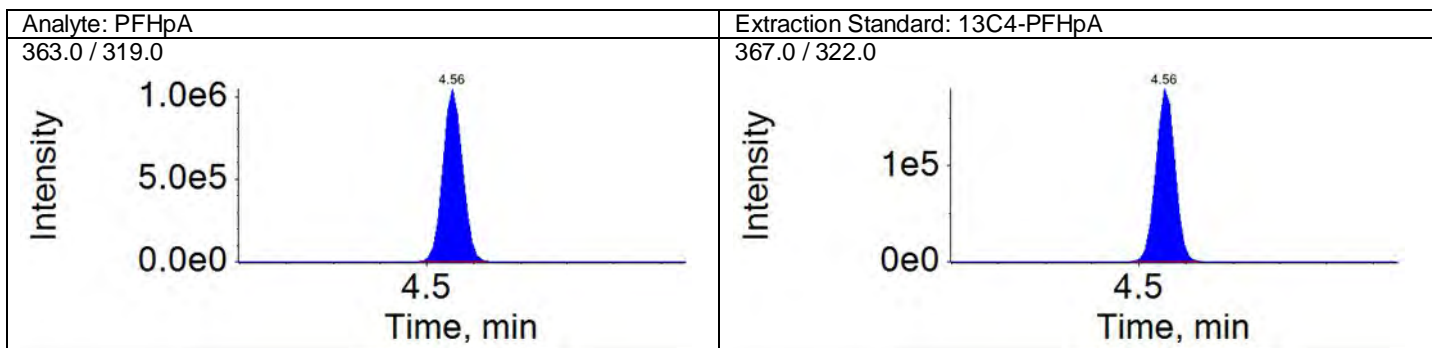 Analyte: PFHpA
363.0 / 319.0
4.56
1.0e6
5.0e5
0.0e0
Intensity
4.5
Time, min
Extraction Standard: 13C4-PFHpA
367.0 / 322.0
4.56
1e5
0e0
Intensity
4.5
Time, min